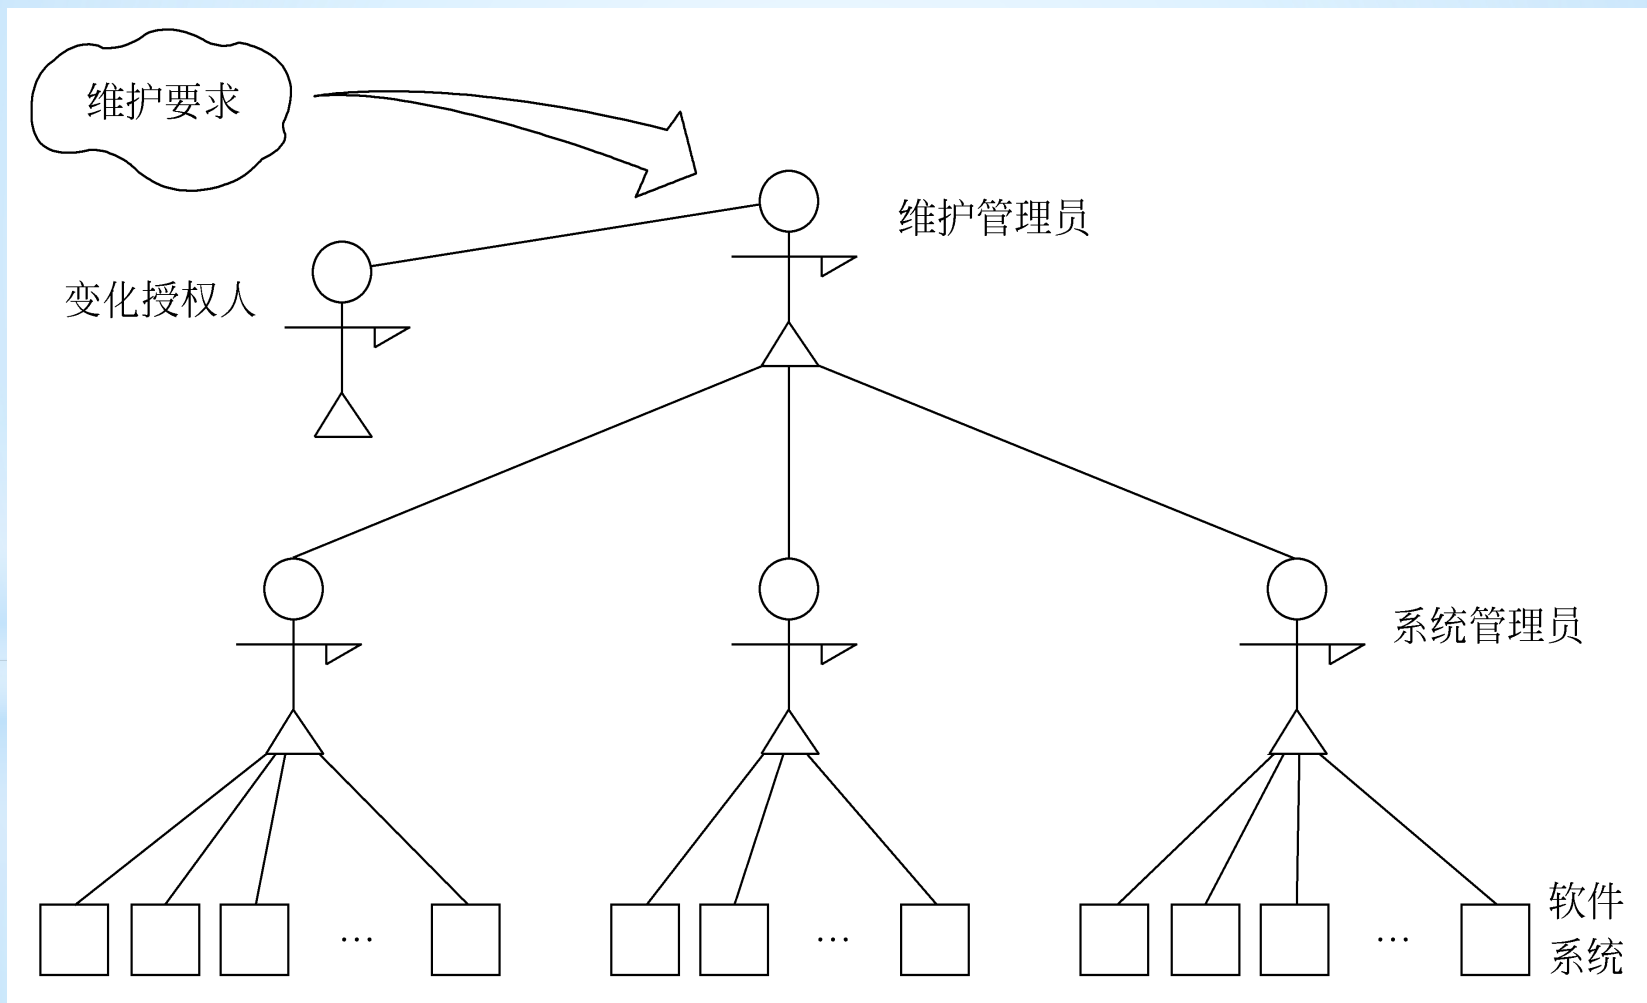 维护要求
维护管理员
变化授权人
系统管理员
…
…
…
软件
系统